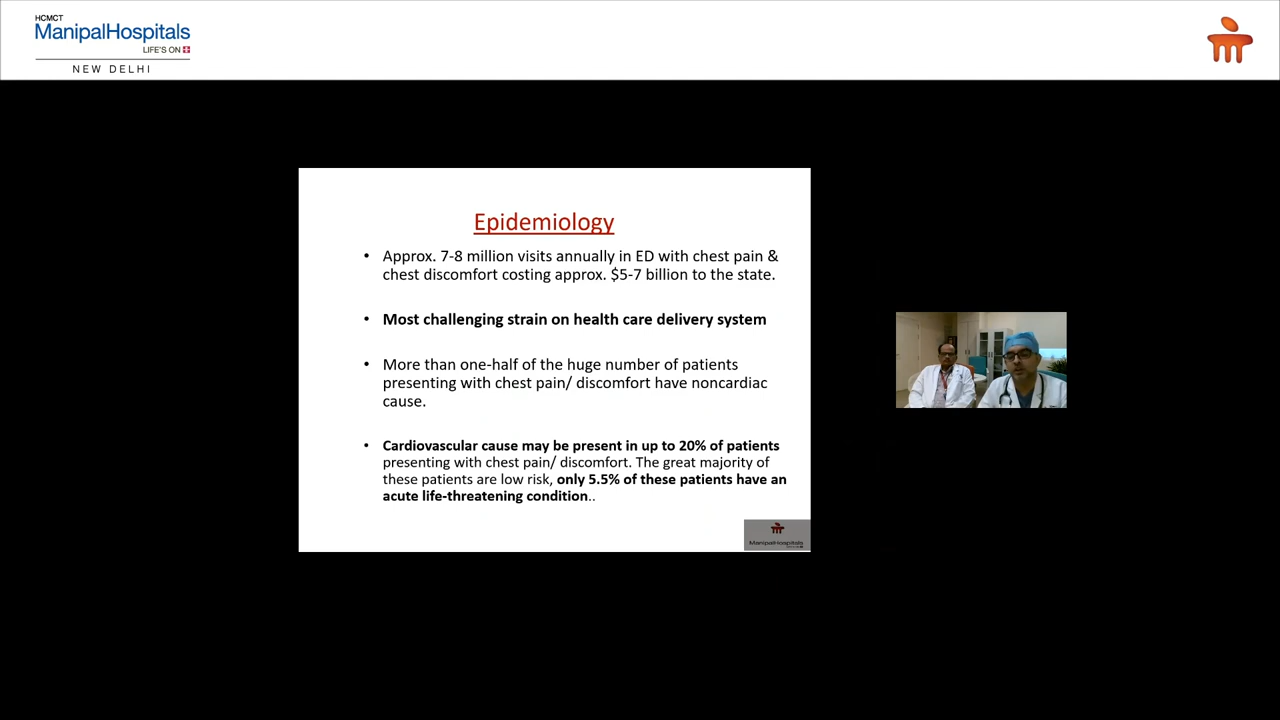 HCMCT
ManipalHospitals
LIFE'S ON
NEW DELHI
Epidemiology
• Approx. 7-8 million visits annually in ED with chest pain &
chest discomfort costing approx. $5-7 billion to the state.
• Most challenging strain on health care delivery system
• More than one-half of the huge number of patients
presenting with chest pain/ discomfort have noncardiac
cause.
• Cardiovascular cause may be present in up to 20% of patients
presenting with chest pain/ discomfort. The great majority of
these patients are low risk, only 5.5% of these patients have an
acute life-threatening condition..
ManipalHospitals